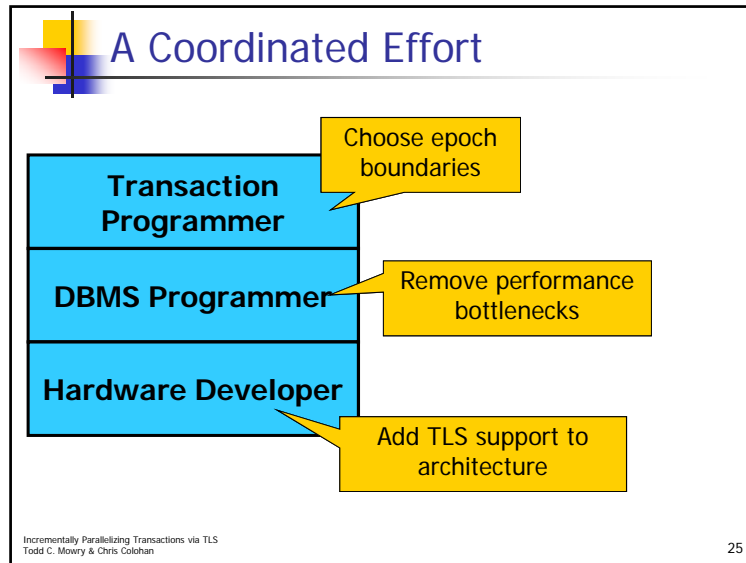 A Coordinated Effort
Choose epoch
boundaries
Transaction
Programmer
DBMS Programmer
Remove performance
bottlenecks
Hardware Developer
Add TLS support to
architecture
Incrementally Parallelizing Transactions via TLS
Todd C. Mowry & Chris Colohan
25